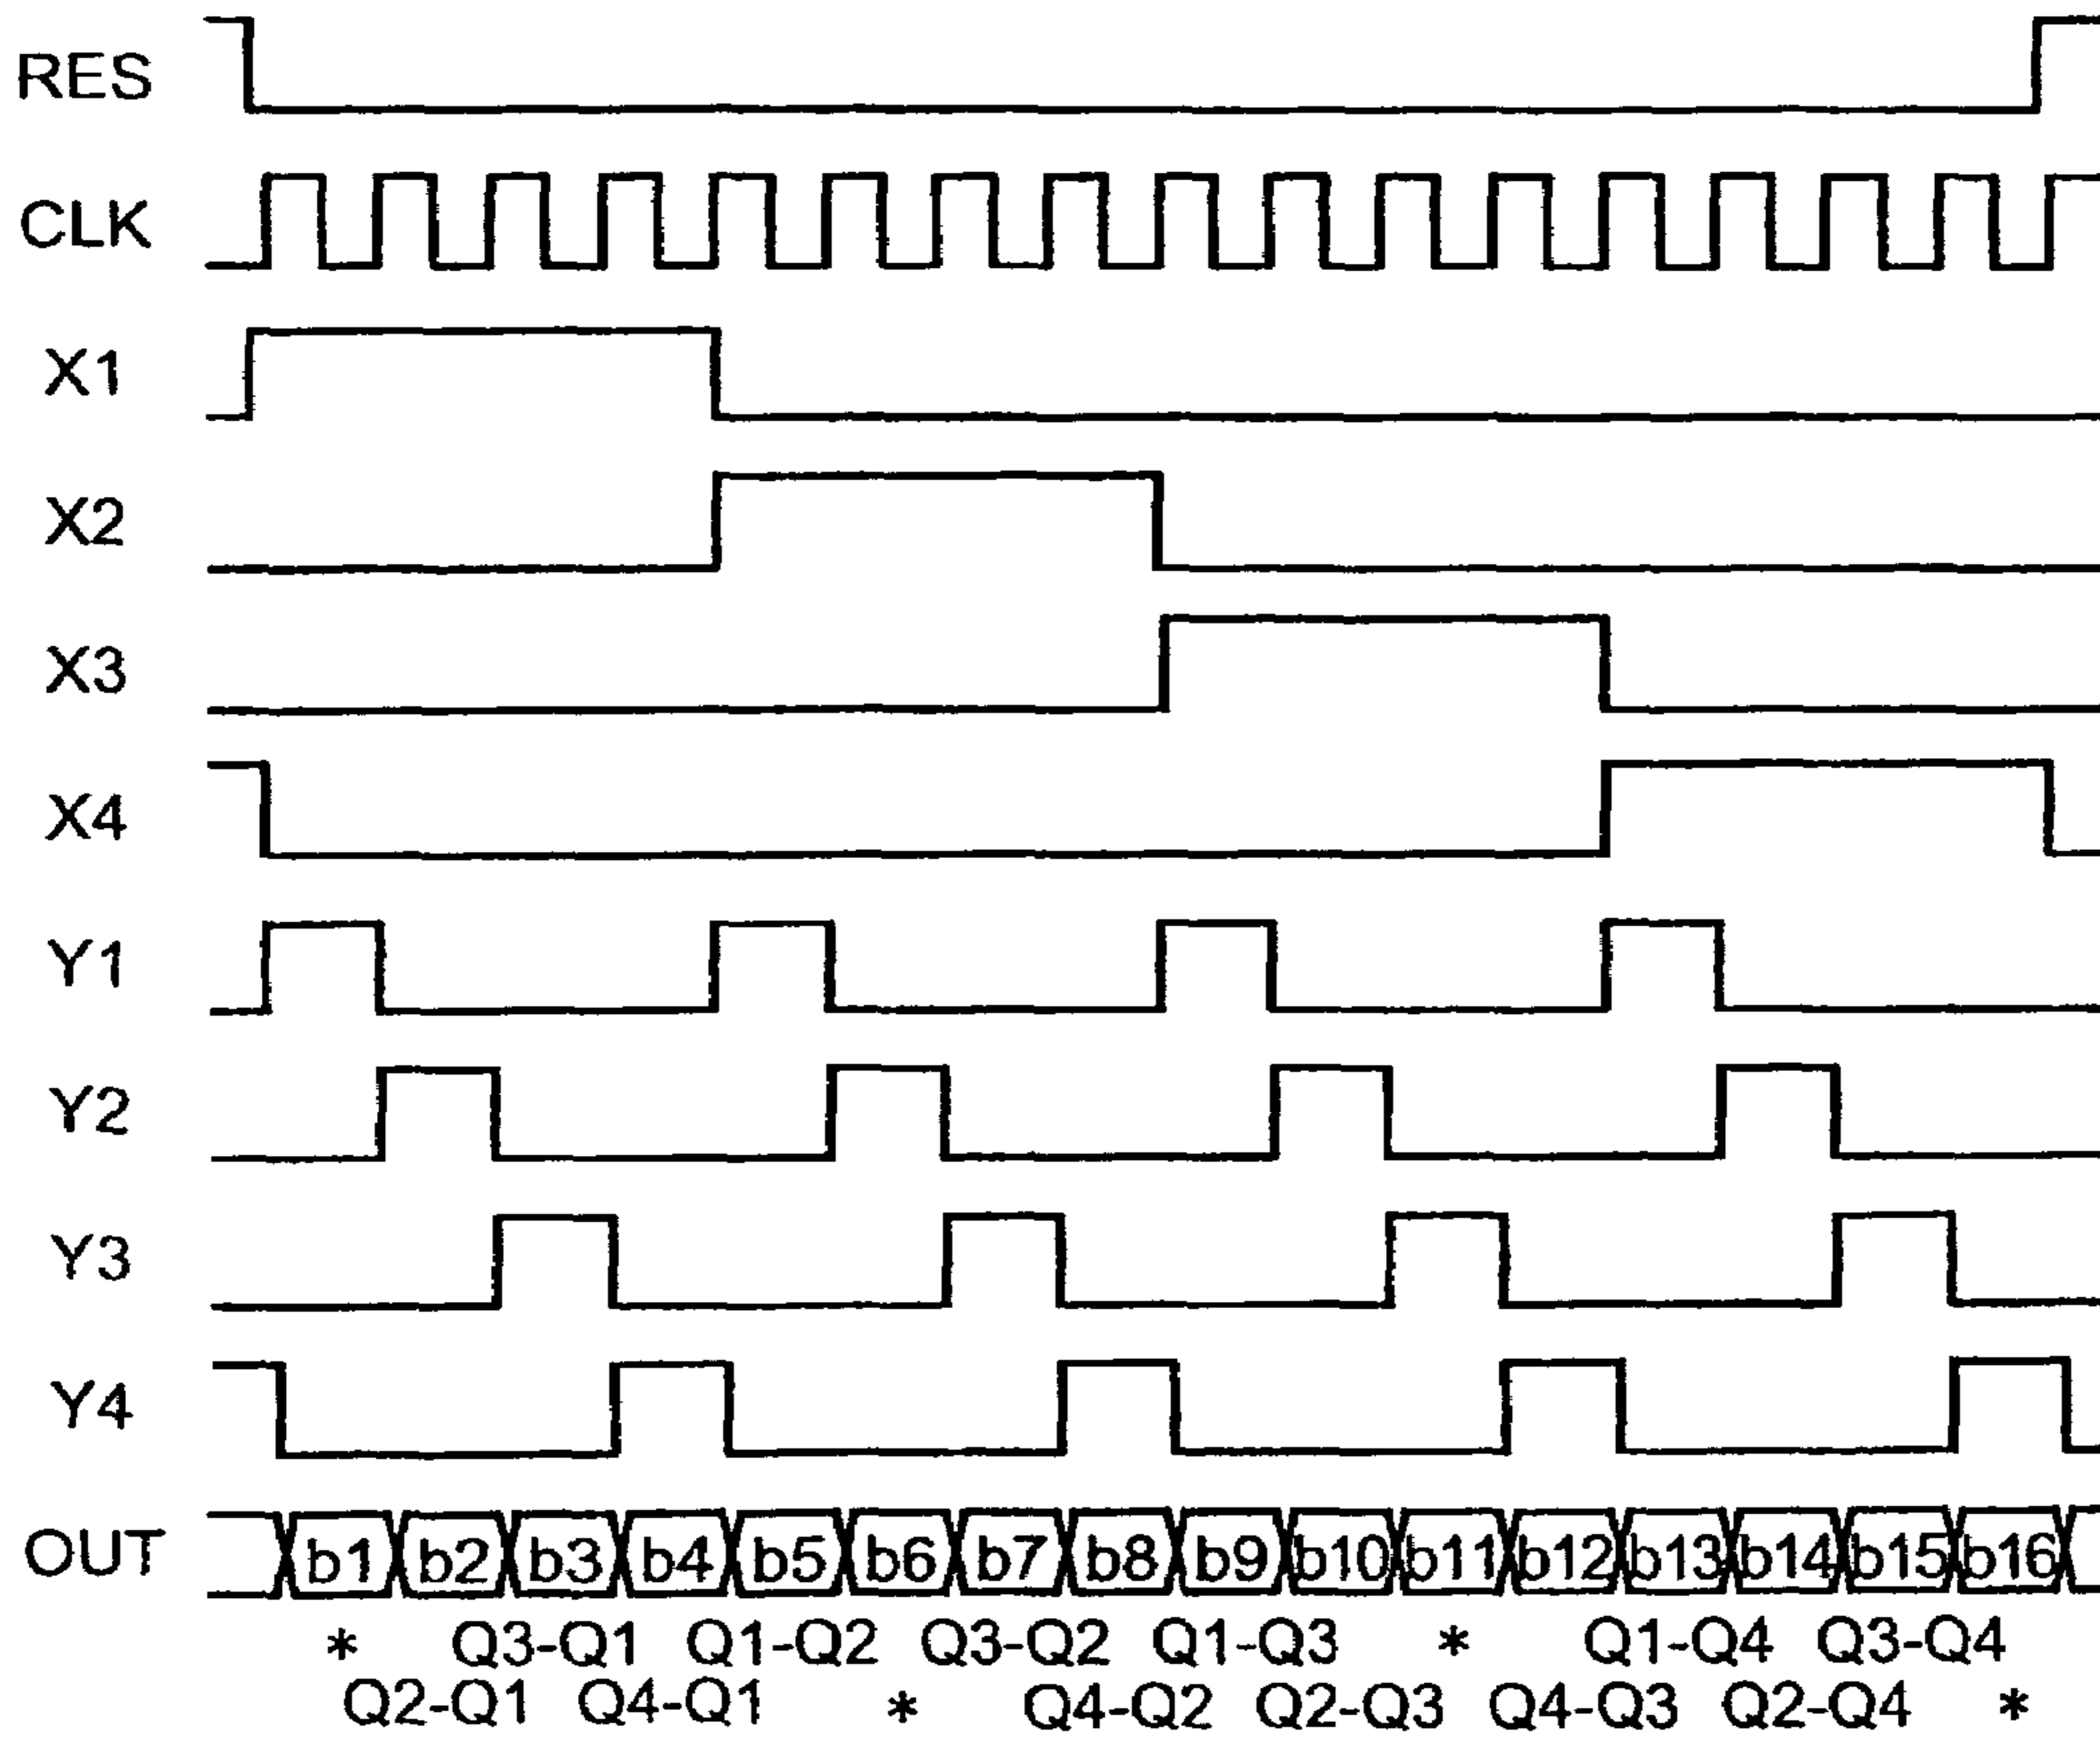 RES
CLK
X1
X2
X3
X4
Y1
Y2
Y3
Y4
OUT b1 b2 b3 b4 b5 b6 b7 b8 b9 b10 b11 b12 b13 b14 b15 b16
* Q3-Q1 Q1-Q2 Q3-Q2 Q1-Q3 * Q1-Q4 Q3-Q4
Q2-Q1 Q4-Q1 * Q4-Q2 Q2-Q3 Q4-Q3 Q2-Q4 *